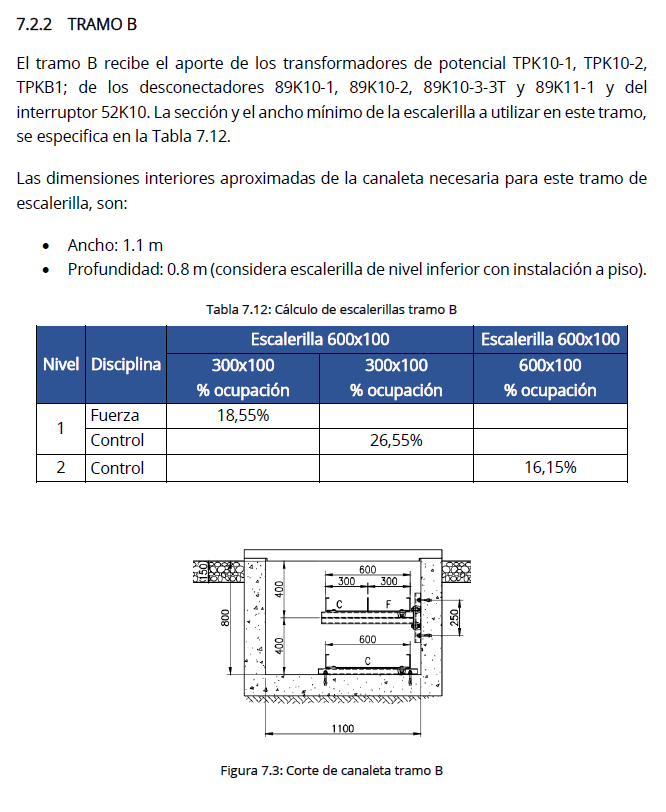 7.2.2 TRAMO B
El tramo B recibe el aporte de los transformadores de potencial TPK10-1, TPK10-2,
TPKB1; de los desconectadores 89K10-1, 89K10-2, 89K10-3-3T y 89K11-1 y del
interruptor 52K10. La sección y el ancho mínimo de la escalerilla a utilizar en este tramo,
se especifica en la Tabla 7.12.
Las dimensiones interiores aproximadas de la canaleta necesaria para este tramo de
escalerilla, son:
• Ancho: 1.1 m
• Profundidad: 0.8 m (considera escalerilla de nivel inferior con instalación a piso).
Tabla 7.12: Cálculo de escalerillas tramo B
Nivel Disciplina Escalerilla 600x100 Escalerilla 600x100
300x100 300x100 600x100
% ocupación % ocupación % ocupación
1 Fuerza 18,55%
Control 26,55%
2 Control 16,15%
150
600
300 300
400
C F
800
250
600
400
C
1100
Figura 7.3: Corte de canaleta tramo B